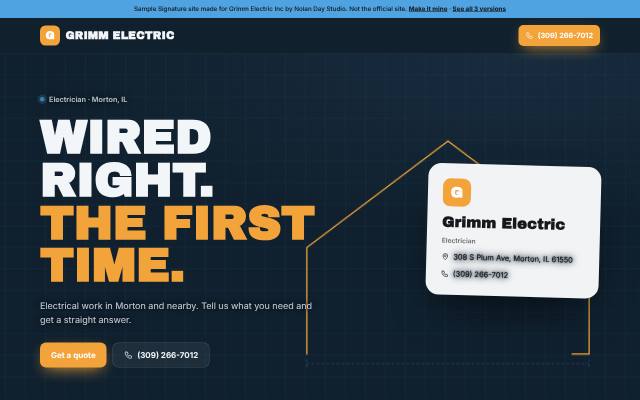 Sample Signature site made for Grimm Electric Inc by Nolan Day Studio. Not the official site. Make it mine · See all 3 versions
G GRIMM ELECTRIC
(309) 266-7012
Electrician · Morton, IL
WIRED
RIGHT.
THE FIRST
TIME.
Electrical work in Morton and nearby. Tell us what you need and
get a straight answer.
Get a quote
(309) 266-7012
G
Grimm Electric
Electrician
308 S Plum Ave, Morton, IL 61550
(309) 266-7012